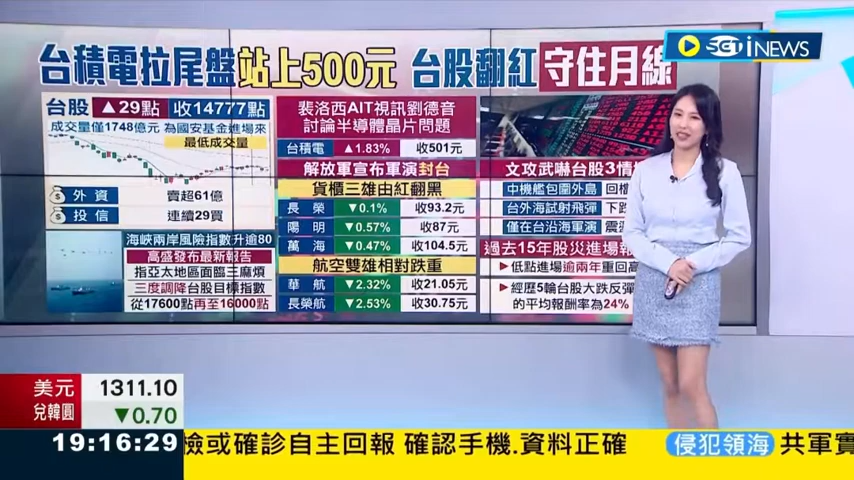 SETiNEWS
台積電拉尾盤站上500元 台股翻紅守住月線
台股 ▲29點 收14777點
成交量僅1748億元 為國安基金進場來
最低成交量
外資 賣超61億
投信 連續29買
海峽兩岸風險指數升逾80
高盛發布最新報告
指亞太地區面臨三麻煩
三度調降台股目標指數
從17600點再至16000點
裴洛西AIT視訊劉德音
討論半導體晶片問題
台積電 ▲1.83% 收501元
解放軍宣布軍演封台
貨櫃三雄由紅翻黑
長榮 ▼0.1% 收93.2元
陽明 ▼0.57% 收87元
萬海 ▼0.47% 收104.5元
航空雙雄相對跌重
華航 ▼2.32% 收21.05元
長榮航 ▼2.53% 收30.75元
文攻武嚇台股3情
中機艦包圍外島 回檔
台外海試射飛彈 下跌
僅在台沿海軍演 震
過去15年股災進場報
▶低點進場逾兩年重回高
▶經歷5輪台股大跌反彈
的平均報酬率為24%
美元 1311.10
兌韓圓 ▼0.70
19:16:29
檢或確診自主回報 確認手機.資料正確 侵犯領海 共軍實